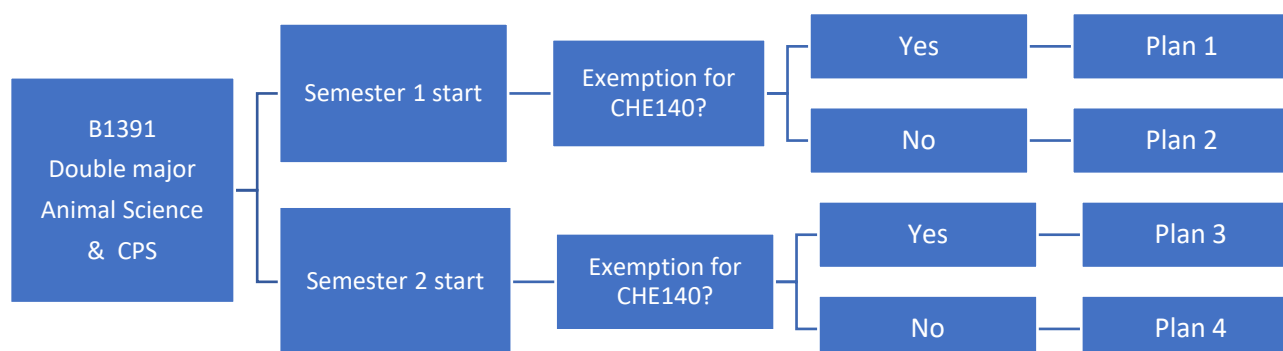 B1391
Double major
Animal Science
& CPS
Semester 1 start
Exemption for
CHE140?
Yes
Plan 1
No
Plan 2
Semester 2 start
Exemption for
CHE140?
Yes
Plan 3
No
Plan 4